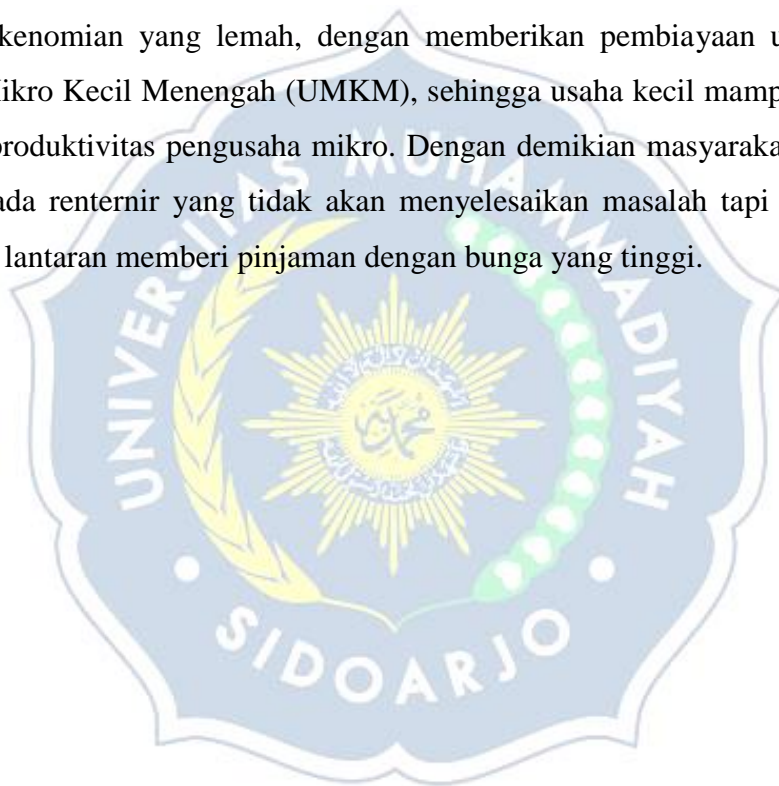 kenomian yang lemah, dengan memberikan pembiayaan u
ikro Kecil Menengah (UMKM), sehingga usaha kecil mamp
produktivitas pengusaha mikro. Dengan demikian masyaraka
ada renternir yang tidak akan menyelesaikan masalah tapi
lantaran memberi pinjaman dengan bunga yang tinggi.
UNIVERSITAS MUHAMMADIYAH
محمد
SIDOARJO